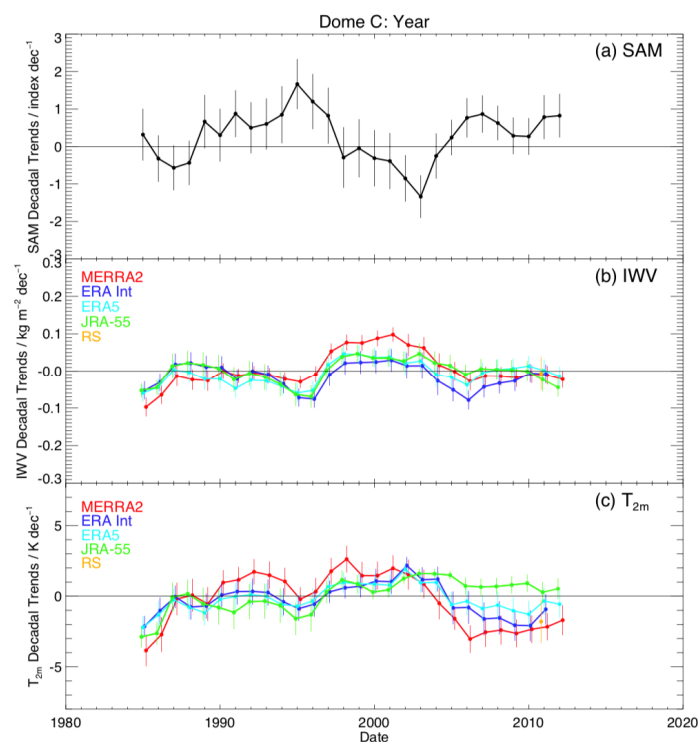 Dome C: Year
(a) SAM
SAM Decadal Trends / index dec⁻¹
3
2
1
0
-1
-2
-3
(b) IWV
MERRA2
ERA Int
ERA5
JRA-55
RS
IWV Decadal Trends / kg m⁻² dec⁻¹
0.3
0.2
0.1
-0.0
-0.1
-0.2
-0.3
(c) T₂ₘ
MERRA2
ERA Int
ERA5
JRA-55
RS
T₂ₘ Decadal Trends / K dec⁻¹
5
0
-5
1980 1990 2000 2010 2020
Date